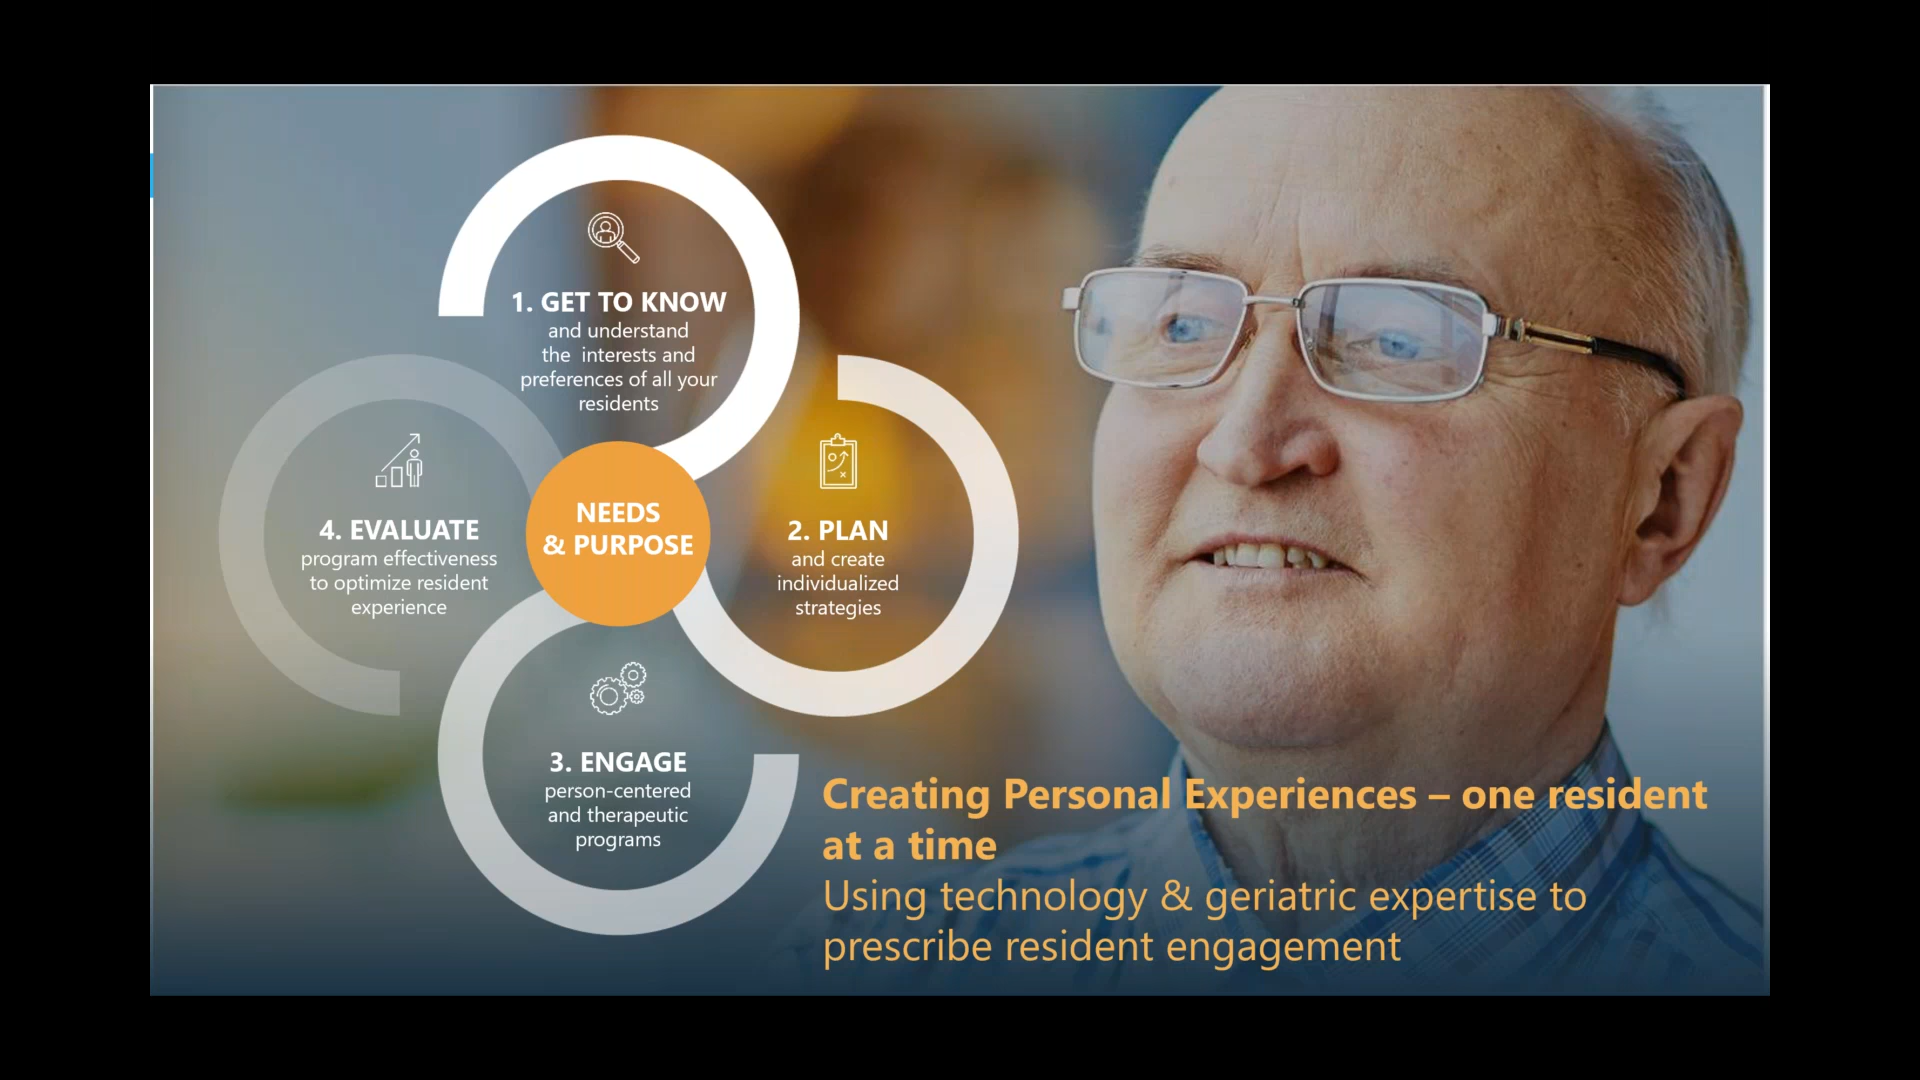 1. GET TO KNOW
and understand
the interests and
preferences of all your
residents
NEEDS
& PURPOSE
2. PLAN
and create
individualized
strategies
3. ENGAGE
person-centered
and therapeutic
programs
4. EVALUATE
program effectiveness
to optimize resident
experience
Creating Personal Experiences – one resident
at a time
Using technology & geriatric expertise to
prescribe resident engagement